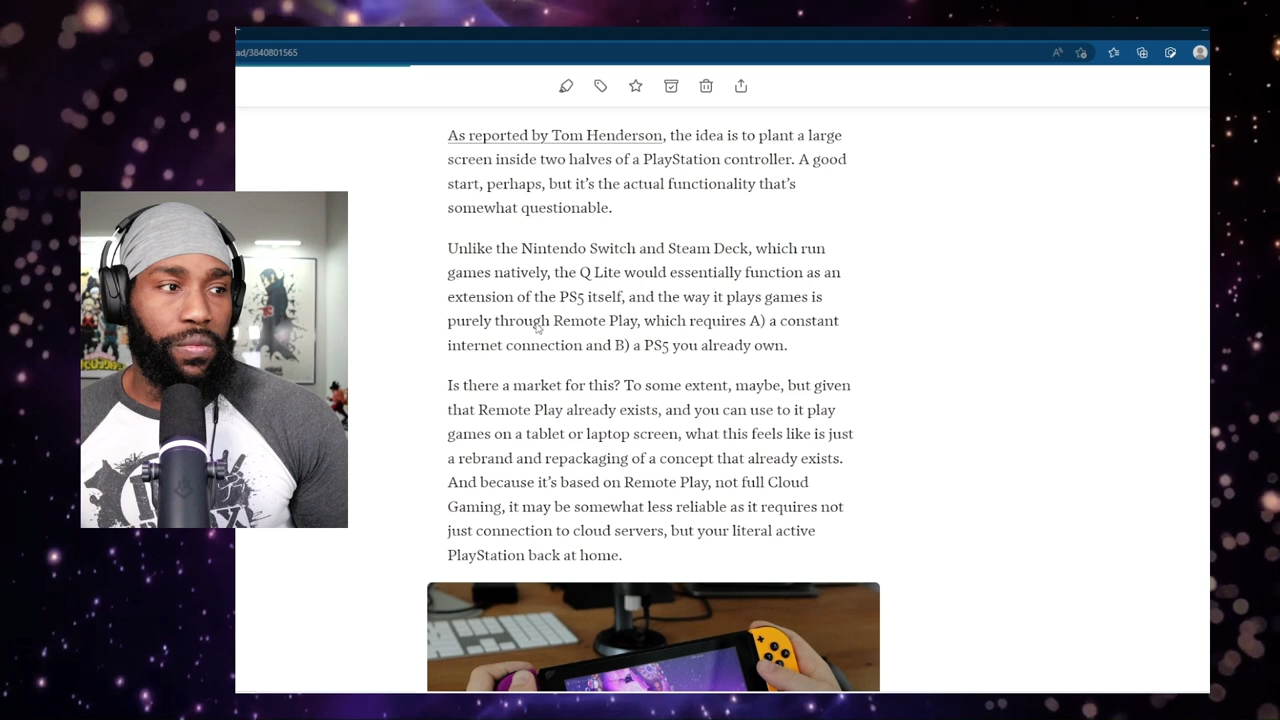 ad/3840801565
As reported by Tom Henderson, the idea is to plant a large
screen inside two halves of a PlayStation controller. A good
start, perhaps, but it’s the actual functionality that’s
somewhat questionable.
Unlike the Nintendo Switch and Steam Deck, which run
games natively, the Q Lite would essentially function as an
extension of the PS5 itself, and the way it plays games is
purely through Remote Play, which requires A) a constant
internet connection and B) a PS5 you already own.
Is there a market for this? To some extent, maybe, but given
that Remote Play already exists, and you can use to it play
games on a tablet or laptop screen, what this feels like is just
a rebrand and repackaging of a concept that already exists.
And because it’s based on Remote Play, not full Cloud
Gaming, it may be somewhat less reliable as it requires not
just connection to cloud servers, but your literal active
PlayStation back at home.